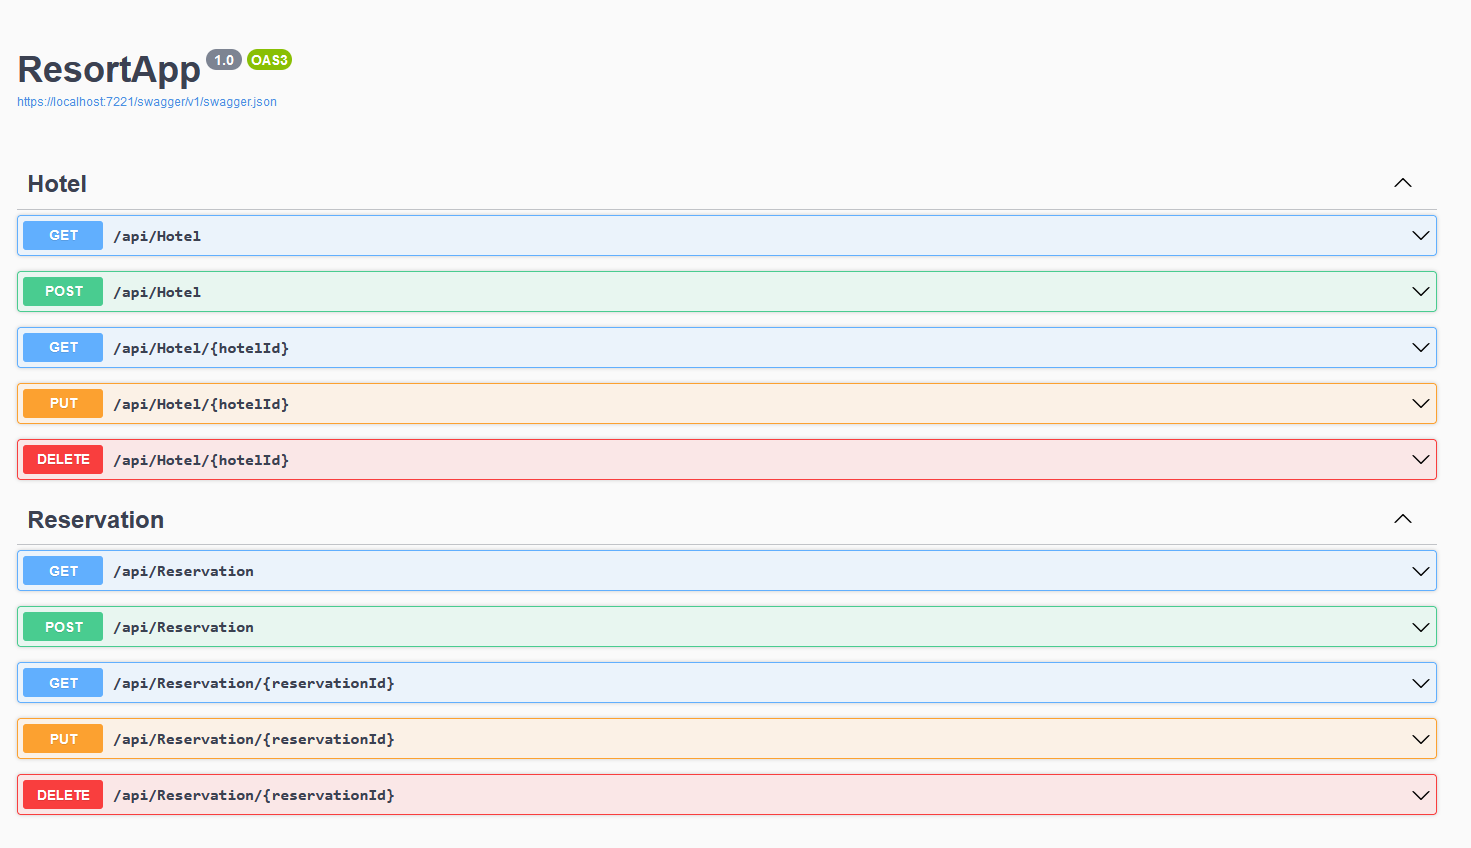 ResortApp 1.0 OAS3
https://localhost:7221/swagger/v1/swagger.json
Hotel
GET /api/Hotel
POST /api/Hotel
GET /api/Hotel/{hotelId}
PUT /api/Hotel/{hotelId}
DELETE /api/Hotel/{hotelId}
Reservation
GET /api/Reservation
POST /api/Reservation
GET /api/Reservation/{reservationId}
PUT /api/Reservation/{reservationId}
DELETE /api/Reservation/{reservationId}